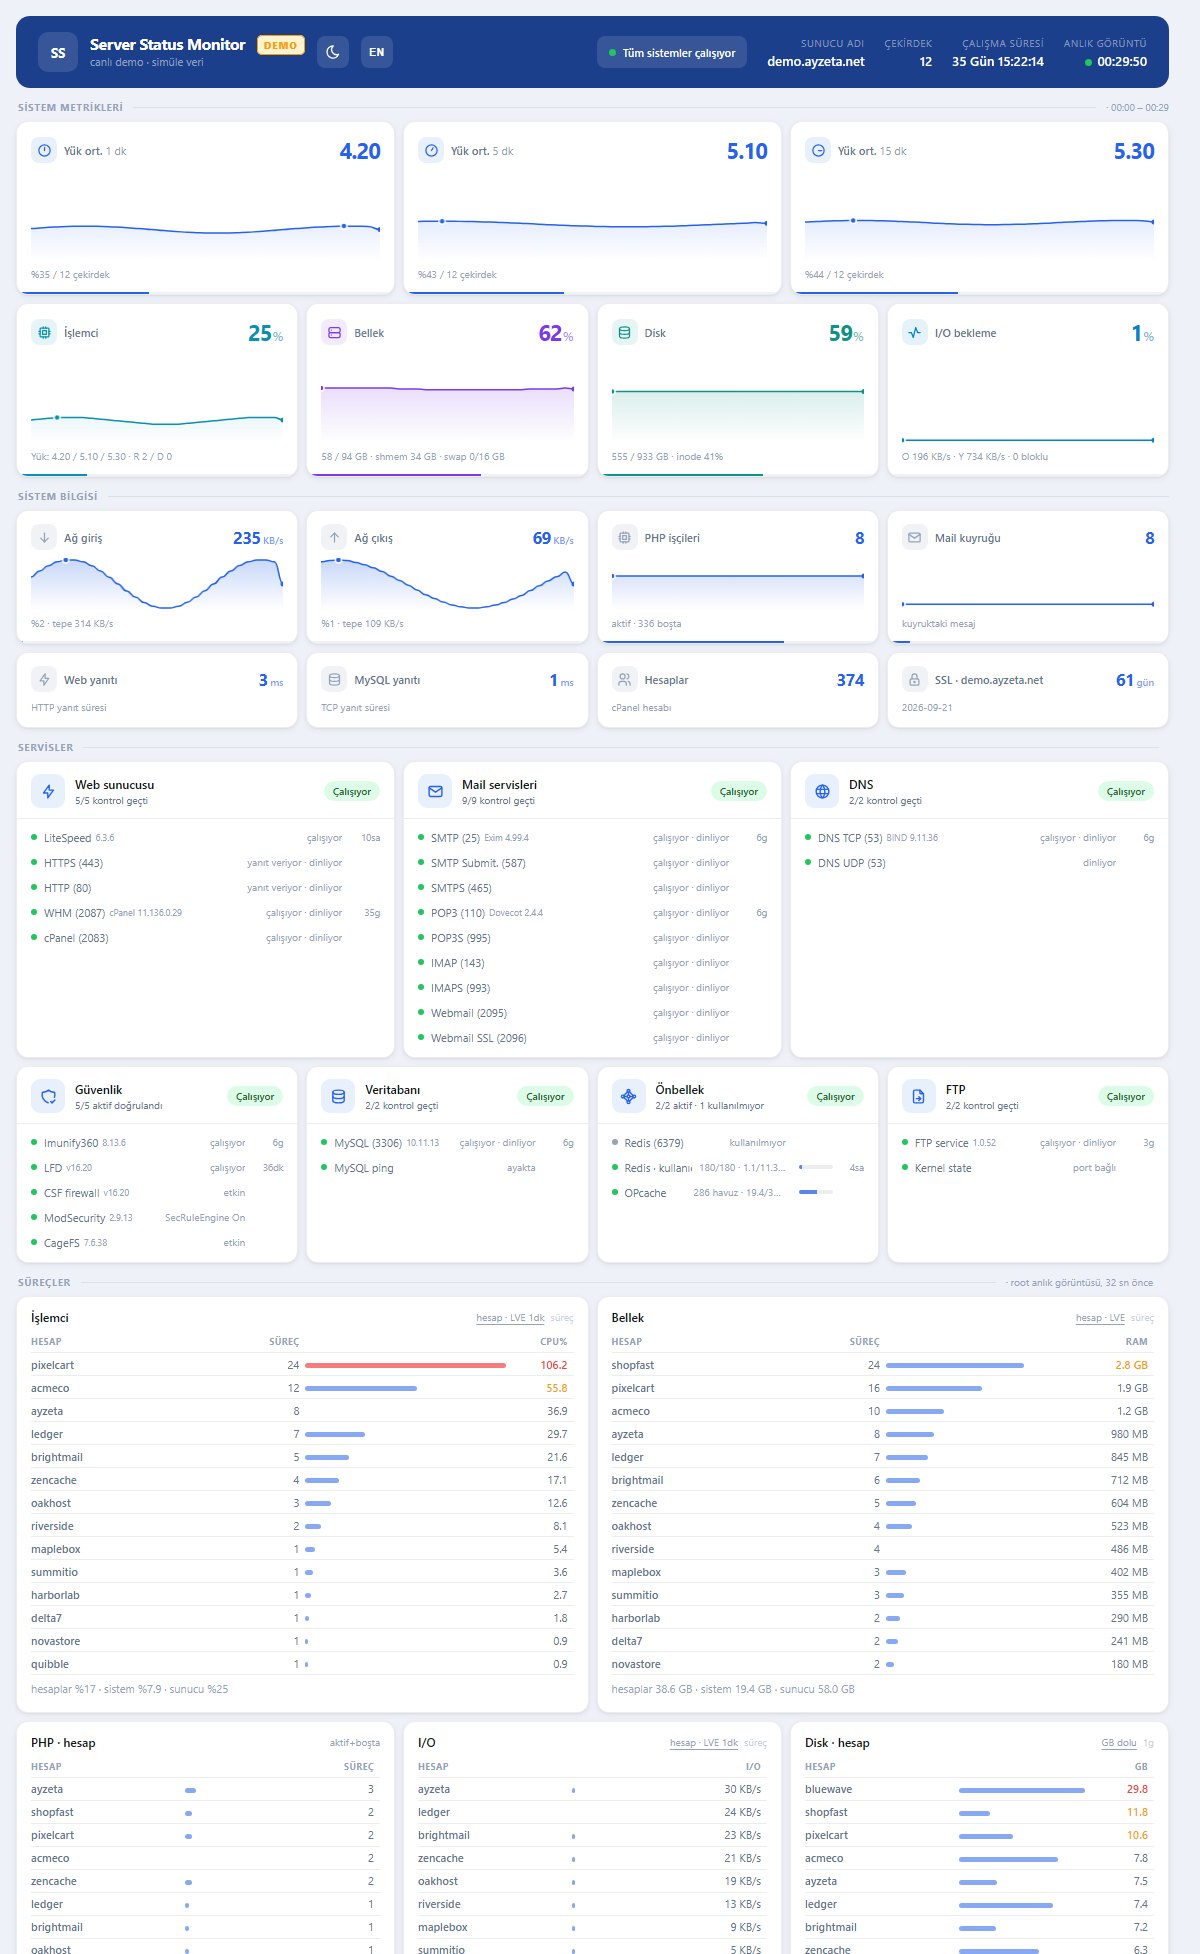 SS
Server Status Monitor DEMO
canlı demo · simüle veri
EN
Tüm sistemler çalışıyor
SUNUCU ADI
demo.ayzeta.net
ÇEKİRDEK
12
ÇALIŞMA SÜRESİ
35 Gün 15:22:14
ANLIK GÖRÜNTÜ
00:29:50
SİSTEM METRİKLERİ · 00:00 – 00:29
Yük ort. 1 dk 4.20
%35 / 12 çekirdek
Yük ort. 5 dk 5.10
%43 / 12 çekirdek
Yük ort. 15 dk 5.30
%44 / 12 çekirdek
İşlemci 25%
Yük: 4.20 / 5.10 / 5.30 · R 2 / D 0
Bellek 62%
58 / 94 GB · shmem 34 GB · swap 0/16 GB
Disk 59%
555 / 933 GB · inode 41%
I/O bekleme 1%
O 196 KB/s · Y 734 KB/s · 0 bloklu
SİSTEM BİLGİSİ
Ağ giriş 235 KB/s
%2 · tepe 314 KB/s
Ağ çıkış 69 KB/s
%1 · tepe 109 KB/s
PHP işçileri 8
aktif · 336 boşta
Mail kuyruğu 8
kuyruktaki mesaj
Web yanıtı 3 ms
HTTP yanıt süresi
MySQL yanıtı 1 ms
TCP yanıt süresi
Hesaplar 374
cPanel hesabı
SSL · demo.ayzeta.net 61 gün
2026-09-21
SERVİSLER
Web sunucusu Çalışıyor
5/5 kontrol geçti
LiteSpeed 6.3.6 çalışıyor 10sa
HTTPS (443) yanıt veriyor · dinliyor
HTTP (80) yanıt veriyor · dinliyor
WHM (2087) cPanel 11.136.0.29 çalışıyor · dinliyor 35g
cPanel (2083) çalışıyor · dinliyor
Mail servisleri Çalışıyor
9/9 kontrol geçti
SMTP (25) Exim 4.99.4 çalışıyor · dinliyor 6g
SMTP Submit. (587) çalışıyor · dinliyor
SMTPS (465) çalışıyor · dinliyor
POP3 (110) Dovecot 2.4.4 çalışıyor · dinliyor 6g
POP3S (995) çalışıyor · dinliyor
IMAP (143) çalışıyor · dinliyor
IMAPS (993) çalışıyor · dinliyor
Webmail (2095) çalışıyor · dinliyor
Webmail SSL (2096) çalışıyor · dinliyor
DNS Çalışıyor
2/2 kontrol geçti
DNS TCP (53) BIND 9.11.36 çalışıyor · dinliyor 6g
DNS UDP (53) dinliyor
Güvenlik Çalışıyor
5/5 aktif doğrulandı
Imunify360 8.13.6 çalışıyor 6g
LFD v16.20 çalışıyor 36dk
CSF firewall v16.20 etkin
ModSecurity 2.9.13 SecRuleEngine On
CageFS 7.6.38 etkin
Veritabanı Çalışıyor
2/2 kontrol geçti
MySQL (3306) 10.11.13 çalışıyor · dinliyor 6g
MySQL ping ayakta
Önbellek Çalışıyor
2/2 aktif · 1 kullanılmıyor
Redis (6379) kullanılmıyor
Redis · kullanı 180/180 · 1.1/11.3... 4sa
OPcache 286 havuz · 19.4/3...
FTP Çalışıyor
2/2 kontrol geçti
FTP service 1.0.52 çalışıyor · dinliyor 3g
Kernel state port bağlı
SÜREÇLER · root anlık görüntüsü, 32 sn önce
İşlemci hesap · LVE 1dk süreç
HESAP SÜREÇ CPU%
pixelcart 24 106.2
acmeco 12 55.8
ayzeta 8 36.9
ledger 7 29.7
brightmail 5 21.6
zencache 4 17.1
oakhost 3 12.6
riverside 2 8.1
maplebox 1 5.4
summitio 1 3.6
harborlab 1 2.7
delta7 1 1.8
novastore 1 0.9
quibble 1 0.9
hesaplar %17 · sistem %7.9 · sunucu %25
Bellek hesap · LVE süreç
HESAP SÜREÇ RAM
shopfast 24 2.8 GB
pixelcart 16 1.9 GB
acmeco 10 1.2 GB
ayzeta 8 980 MB
ledger 7 845 MB
brightmail 6 712 MB
zencache 5 604 MB
oakhost 4 523 MB
riverside 4 486 MB
maplebox 3 402 MB
summitio 3 355 MB
harborlab 2 290 MB
delta7 2 241 MB
novastore 2 180 MB
hesaplar 38.6 GB · sistem 19.4 GB · sunucu 58.0 GB
PHP · hesap aktif+boşta
HESAP SÜREÇ
ayzeta 3
shopfast 2
pixelcart 2
acmeco 2
zencache 2
ledger 1
brightmail 1
oakhost 1
I/O hesap · LVE 1dk süreç
HESAP I/O
ayzeta 30 KB/s
ledger 24 KB/s
brightmail 23 KB/s
zencache 21 KB/s
oakhost 19 KB/s
riverside 13 KB/s
maplebox 9 KB/s
summitio 5 KB/s
Disk · hesap GB dolu 1g
HESAP GB
bluewave 29.8
shopfast 11.8
pixelcart 10.6
acmeco 7.8
ayzeta 7.5
ledger 7.4
brightmail 7.2
zencache 6.3